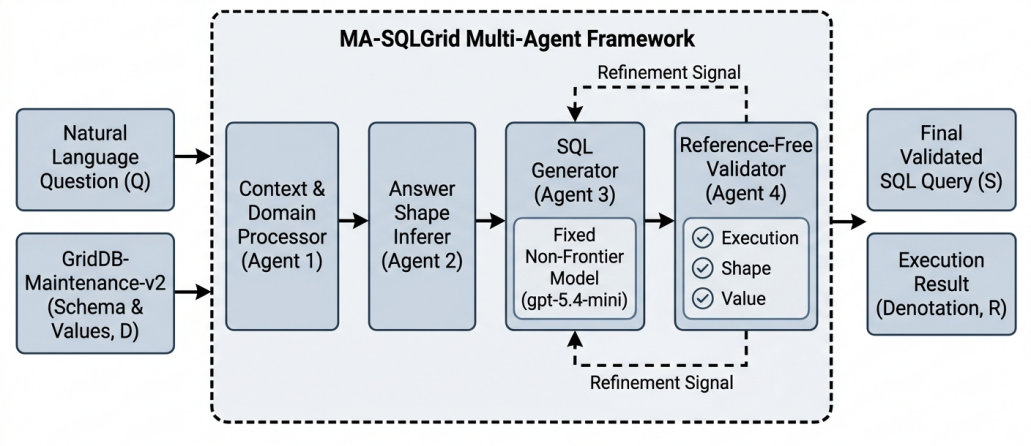 MA-SQLGrid Multi-Agent Framework
Refinement Signal
Natural
Language
Question (Q)
GridDB-
Maintenance-v2
(Schema &
Values, D)
Context &
Domain
Processor
(Agent 1)
Answer
Shape
Inferer
(Agent 2)
SQL
Generator
(Agent 3)
Fixed
Non-Frontier
Model
(gpt-5.4-mini)
Reference-Free
Validator
(Agent 4)
Execution
Shape
Value
Refinement Signal
Final
Validated
SQL Query (S)
Execution
Result
(Denotation, R)